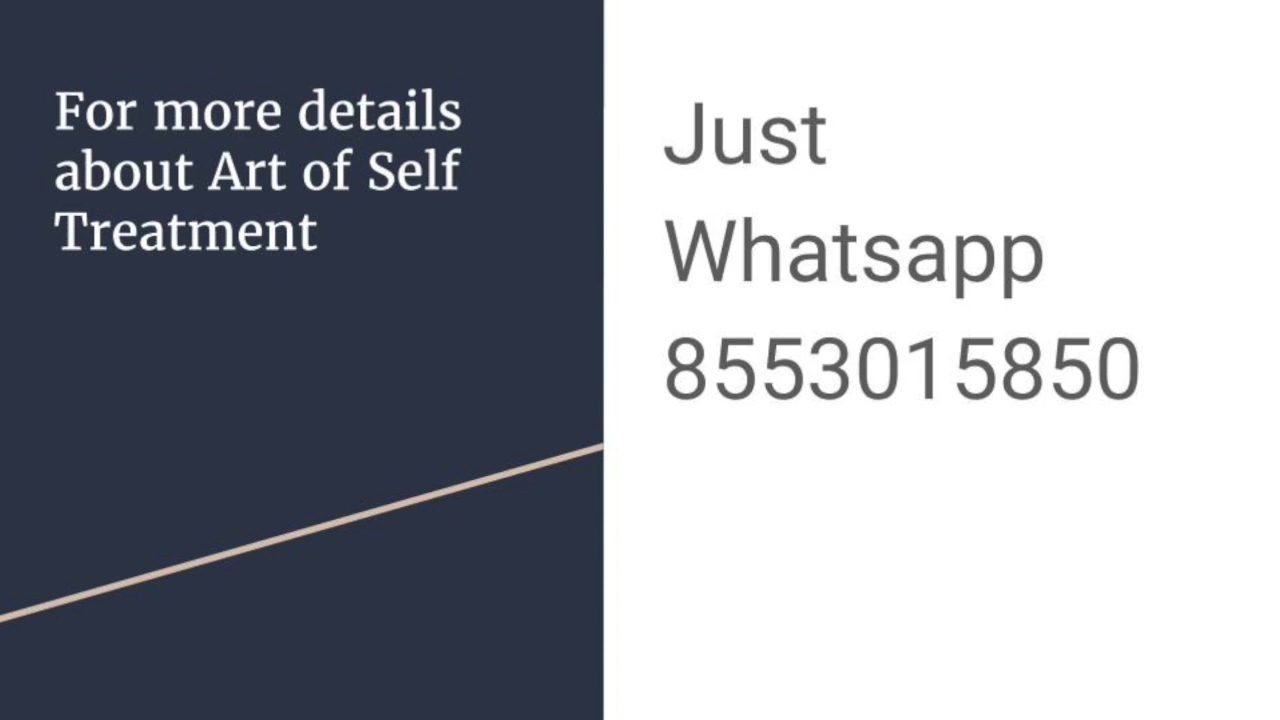 For more details
about Art of Self
Treatment
Just
Whatsapp
8553015850